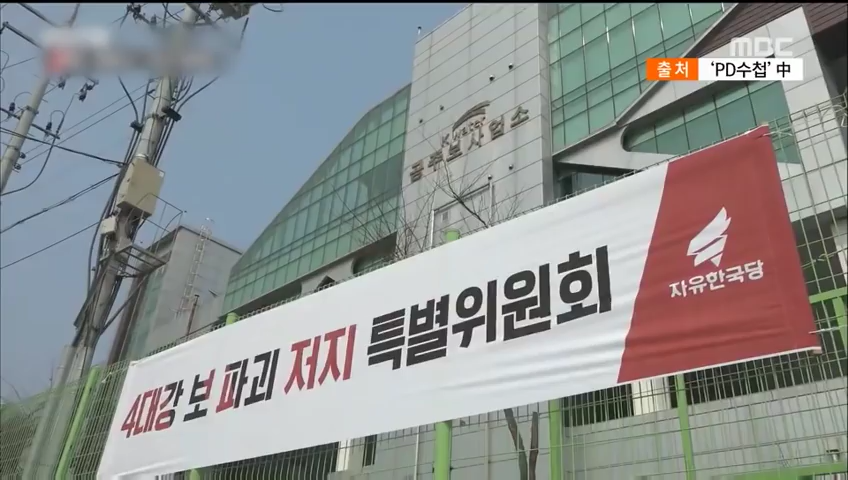 MBC
출처 'PD수첩' 中
공주보사업소
4대강 보 파괴 저지 특별위원회
자유한국당